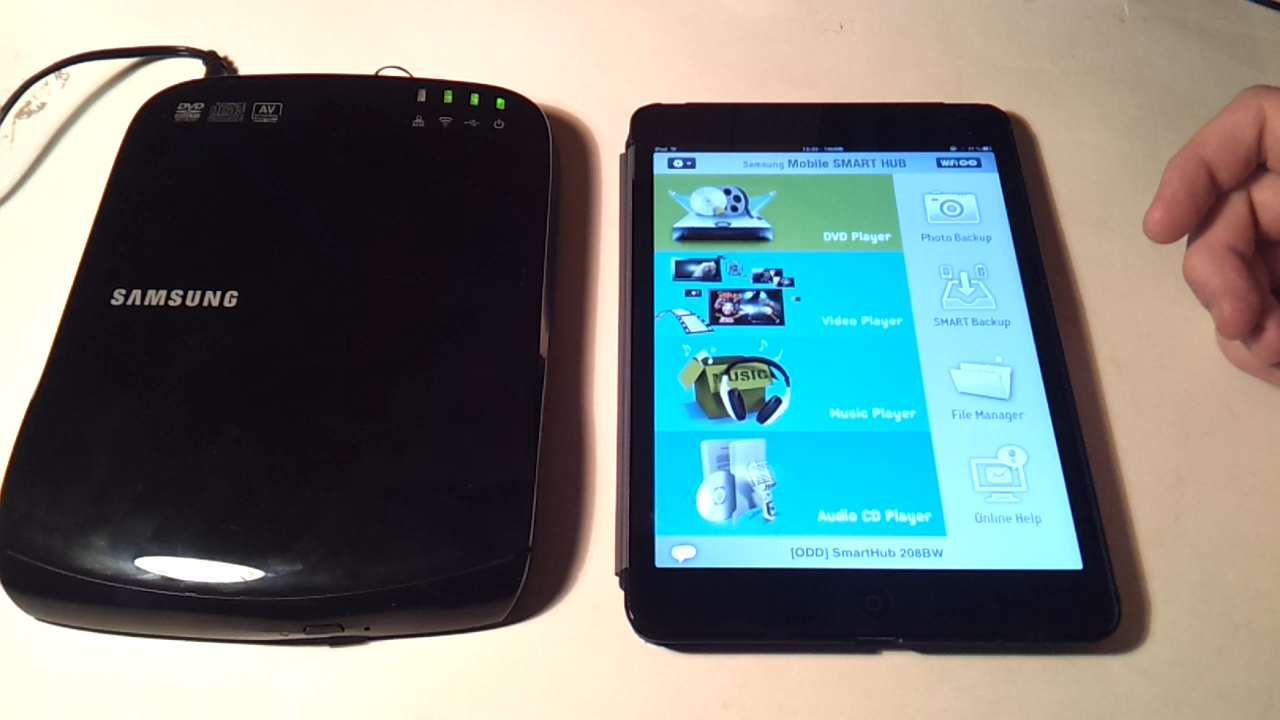 DVD
AV
SAMSUNG
iPad
Samsung Mobile SMART HUB
WiFi
DVD Player
Photo Backup
Video Player
SMART Backup
MUSIC
Music Player
File Manager
Audio CD Player
Online Help
[ODD] SmartHub 208BW